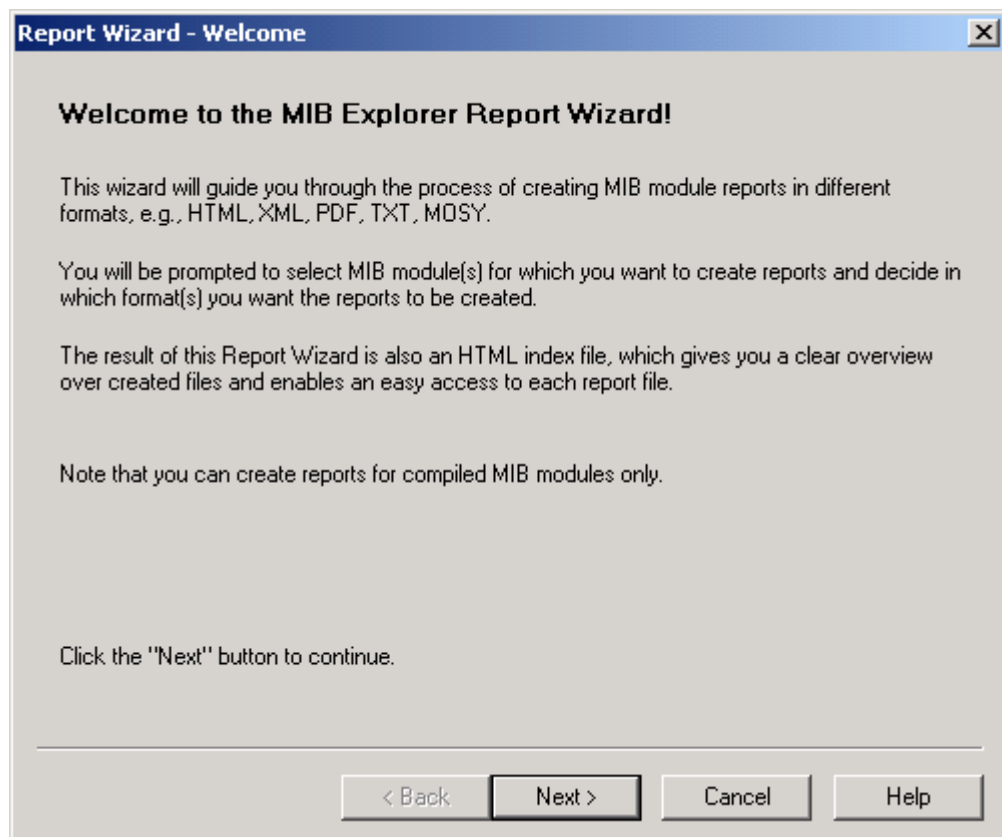 Report Wizard - Welcome
Welcome to the MIB Explorer Report Wizard!
This wizard will guide you through the process of creating MIB module reports in different
formats, e.g., HTML, XML, PDF, TXT, MOSY.
You will be prompted to select MIB module(s) for which you want to create reports and decide in
which format(s) you want the reports to be created.
The result of this Report Wizard is also an HTML index file, which gives you a clear overview
over created files and enables an easy access to each report file.
Note that you can create reports for compiled MIB modules only.
Click the "Next" button to continue.
< Back Next > Cancel Help